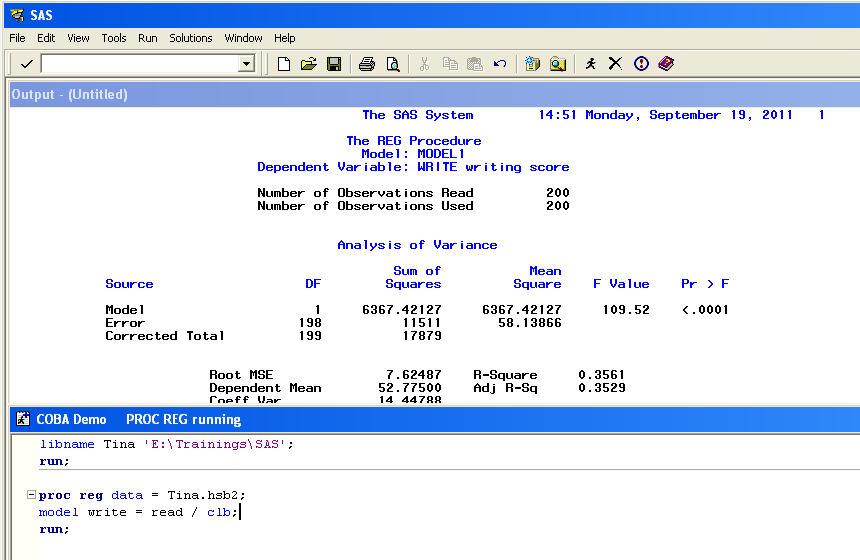 SAS
File Edit View Tools Run Solutions Window Help
Output - (Untitled)
The SAS System 14:51 Monday, September 19, 2011 1
The REG Procedure
Model: MODEL1
Dependent Variable: WRITE writing score
Number of Observations Read 200
Number of Observations Used 200
Analysis of Variance
Sum of Mean
Source DF Squares Square F Value Pr > F
Model 1 6367.42127 6367.42127 109.52 <.0001
Error 198 11511 58.13866
Corrected Total 199 17879
Root MSE 7.62487 R-Square 0.3561
Dependent Mean 52.77500 Adj R-Sq 0.3529
Coeff Var 14.44788
COBA Demo PROC REG running
libname Tina 'E:\Trainings\SAS';
run;
proc reg data = Tina.hsb2;
model write = read / clb;
run;